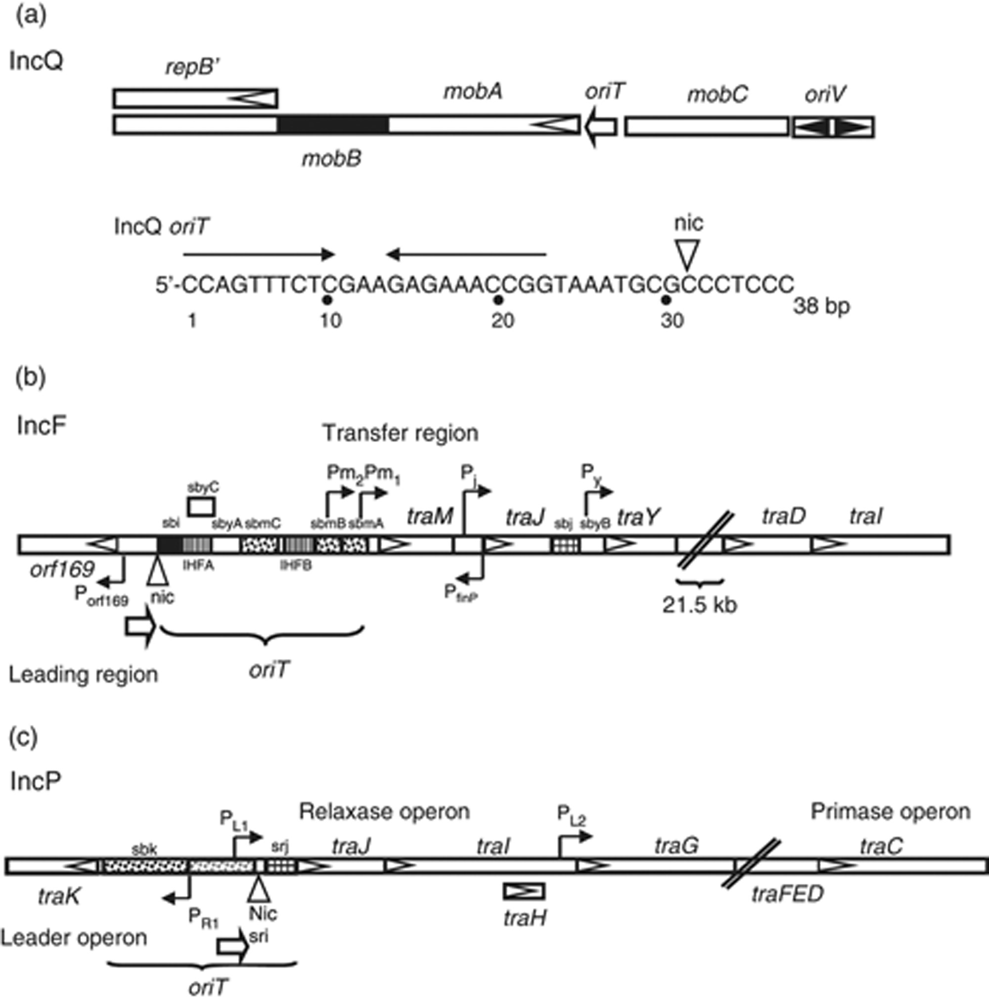 (a)
IncQ
repB'
mobA
oriT
mobC
oriV
mobB
IncQ oriT
nic
5'-CCAGTTTCTCGAAGAGAAACCGGTAAATGCGCCCTCCC
1
10
20
30
38 bp
(b)
IncF
Transfer region
Pm2Pm1
Pj
Py
sbyC
sbi
sbyA
sbmC
sbmB
sbmA
traM
traJ
sbj
sbyB
traY
traD
traI
orf169
IHFA
IHFB
Porf169
nic
PfinP
21.5 kb
Leading region
oriT
(c)
IncP
PL1
Relaxase operon
PL2
Primase operon
sbk
srj
traJ
traI
traG
traC
traK
PR1
Nic
traH
traFED
Leader operon
sri
oriT